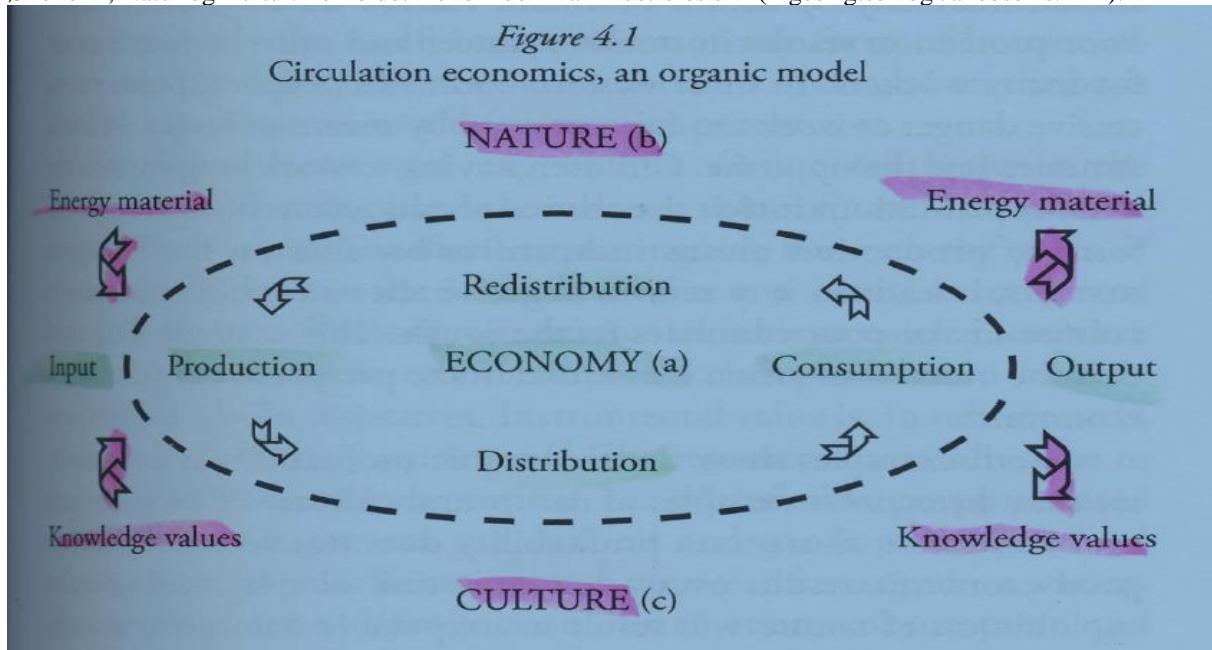 Figure 4.1
Circulation economics, an organic model
NATURE (b)
Energy material
Energy material
Redistribution
Input
Production
ECONOMY (a)
Consumption
Output
Distribution
Knowledge values
Knowledge values
CULTURE (c)